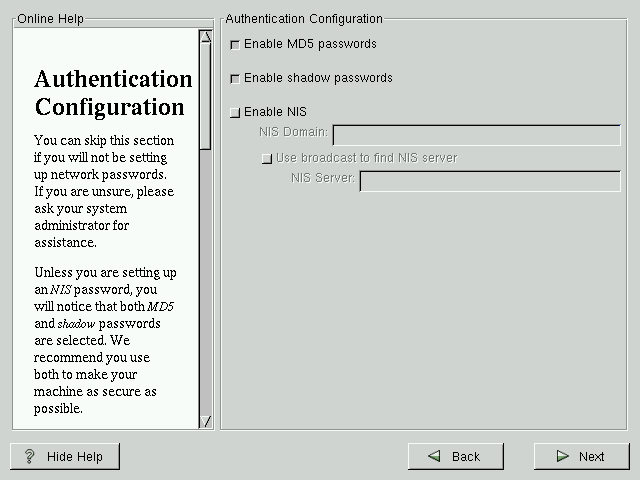 Online Help
Authentication
Configuration
You can skip this section
if you will not be setting
up network passwords.
If you are unsure, please
ask your system
administrator for
assistance.
Unless you are setting up
an NIS password, you
will notice that both MD5
and shadow passwords
are selected. We
recommend you use
both to make your
machine as secure as
possible.
Authentication Configuration
Enable MD5 passwords
Enable shadow passwords
Enable NIS
NIS Domain:
Use broadcast to find NIS server
NIS Server:
Hide Help
Back
Next